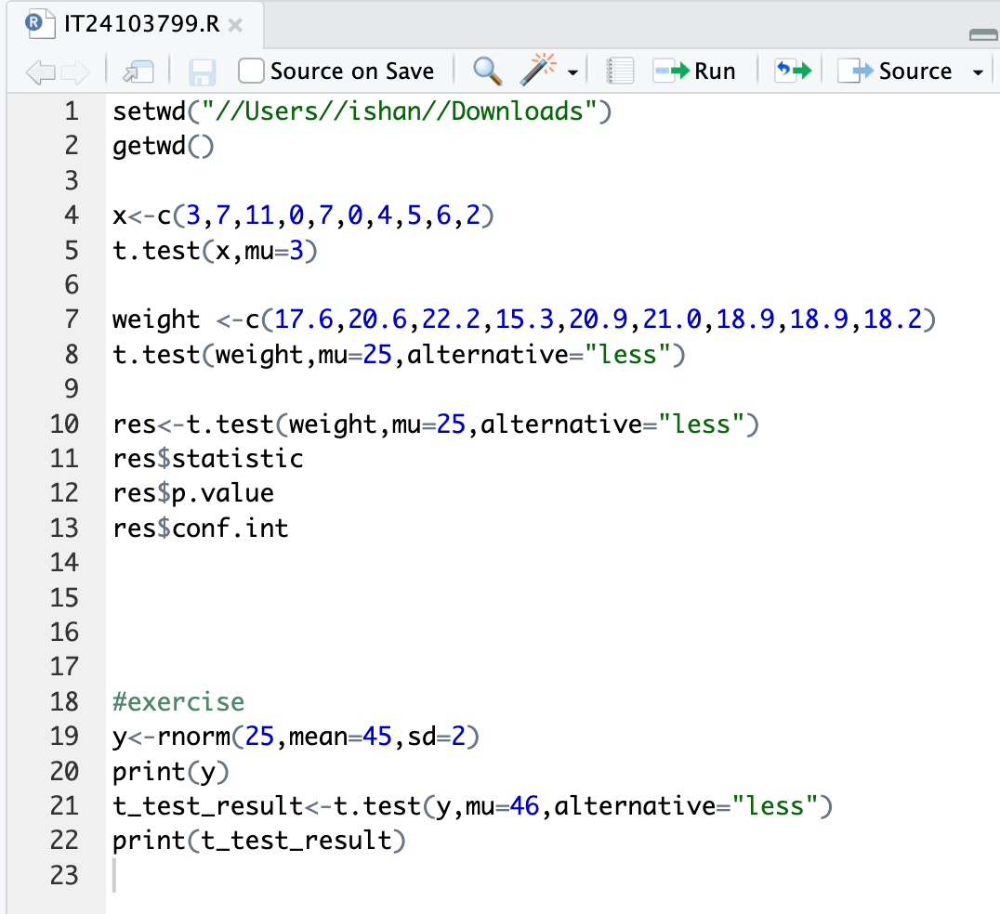 IT24103799.R
Source on Save Run Source
1 setwd("//Users//ishan//Downloads")
2 getwd()
3
4 x<-c(3,7,11,0,7,0,4,5,6,2)
5 t.test(x,mu=3)
6
7 weight <-c(17.6,20.6,22.2,15.3,20.9,21.0,18.9,18.9,18.2)
8 t.test(weight,mu=25,alternative="less")
9
10 res<-t.test(weight,mu=25,alternative="less")
11 res$statistic
12 res$p.value
13 res$conf.int
14
15
16
17
18 #exercise
19 y<-rnorm(25,mean=45,sd=2)
20 print(y)
21 t_test_result<-t.test(y,mu=46,alternative="less")
22 print(t_test_result)
23